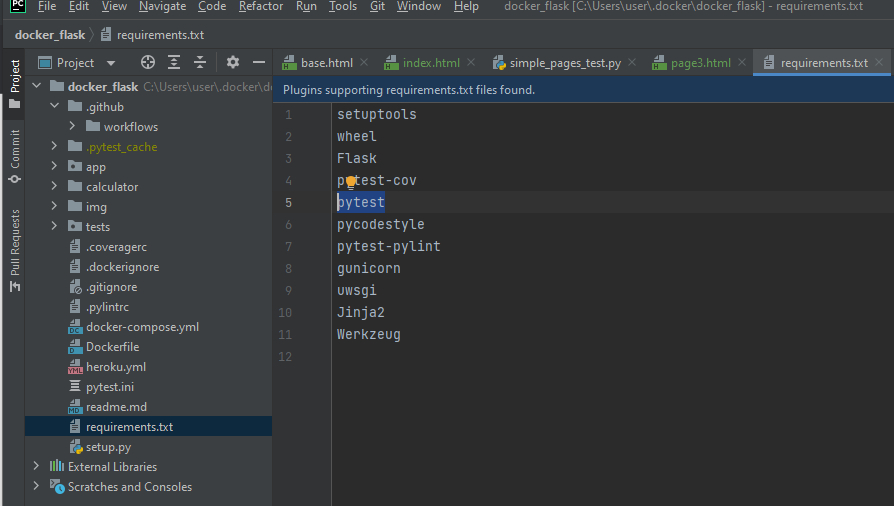 PC File Edit View Navigate Code Refactor Run Tools Git Window Help docker_flask [C:\Users\user\.docker\docker_flask] - requirements.txt
docker_flask requirements.txt
Project
Commit
Pull Requests
Project
docker_flask C:\Users\user\.docker\d
.github
workflows
.pytest_cache
app
calculator
img
tests
.coveragerc
.dockerignore
.gitignore
.pylintrc
docker-compose.yml
Dockerfile
heroku.yml
pytest.ini
readme.md
requirements.txt
setup.py
External Libraries
Scratches and Consoles
base.html index.html simple_pages_test.py page3.html requirements.txt
Plugins supporting requirements.txt files found.
1 setuptools
2 wheel
3 Flask
4 pytest-cov
5 pytest
6 pycodestyle
7 pytest-pylint
8 gunicorn
9 uwsgi
10 Jinja2
11 Werkzeug
12